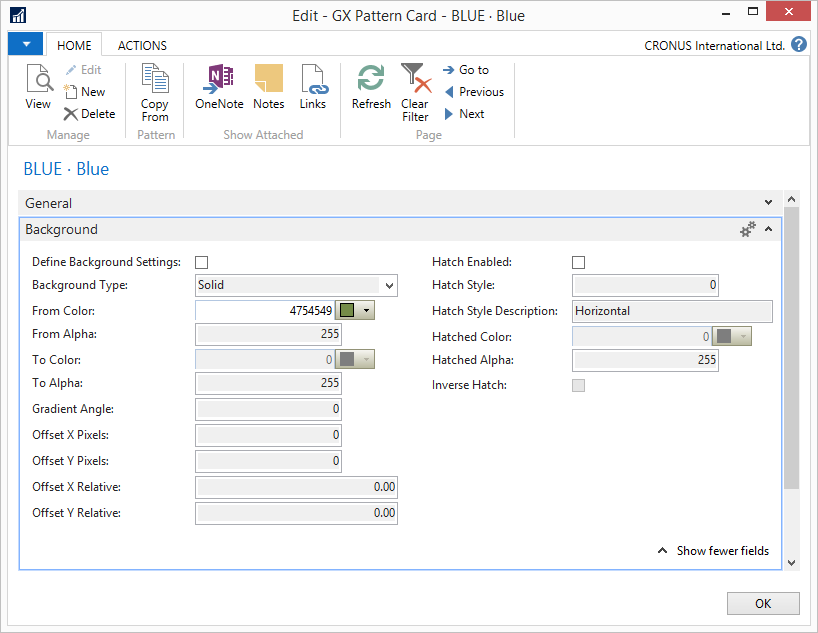 Edit - GX Pattern Card - BLUE · Blue
HOME
ACTIONS
CRONUS International Ltd.
?
View
Edit
New
Delete
Manage
Copy
From
Pattern
OneNote
Notes
Links
Show Attached
Refresh
Clear
Filter
Go to
Previous
Next
Page
BLUE · Blue
General
Background
Define Background Settings:
Background Type: Solid
From Color: 4754549
From Alpha: 255
To Color: 0
To Alpha: 255
Gradient Angle: 0
Offset X Pixels: 0
Offset Y Pixels: 0
Offset X Relative: 0.00
Offset Y Relative: 0.00
Hatch Enabled:
Hatch Style: 0
Hatch Style Description: Horizontal
Hatched Color: 0
Hatched Alpha: 255
Inverse Hatch:
Show fewer fields
OK